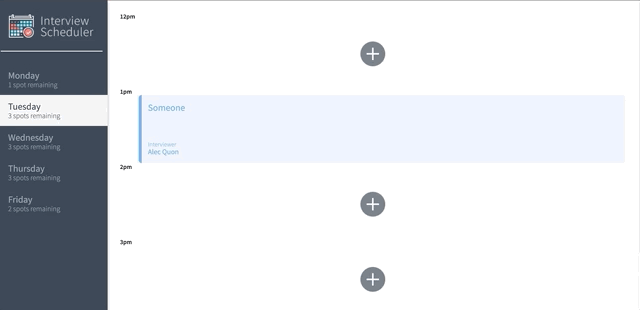 Interview
Scheduler
Monday
1 spot remaining
Tuesday
3 spots remaining
Wednesday
3 spots remaining
Thursday
3 spots remaining
Friday
2 spots remaining
12pm
1pm
Someone
Interviewer
Alec Quon
2pm
3pm